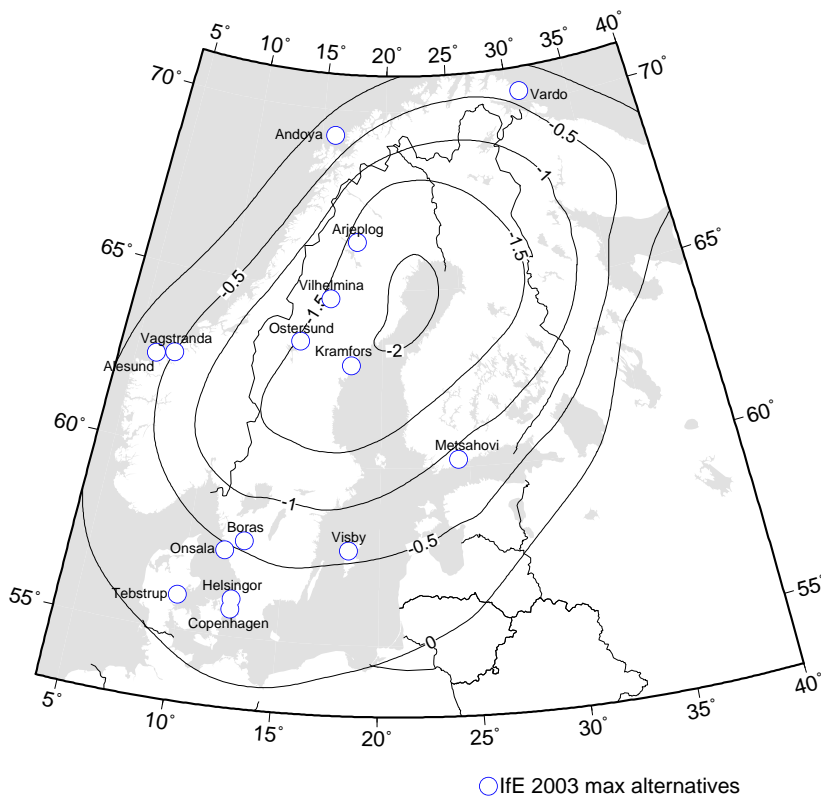 5° 10° 15° 20° 25° 30° 35° 40°
70° 70°
Vardo
Andoya
-0.5
-1
Arjeplog
65° -1.5 65°
-0.5
Vilhelmina
-1.5
Ostersund
Vagstranda
Kramfors
-2
Alesund
60° 60°
Metsahovi
-1
Boras
Visby
Onsala
-0.5
Tebstrup
Helsingor
55° 55°
Copenhagen
0
5° 10° 15° 20° 25° 30° 35° 40°
IfE 2003 max alternatives